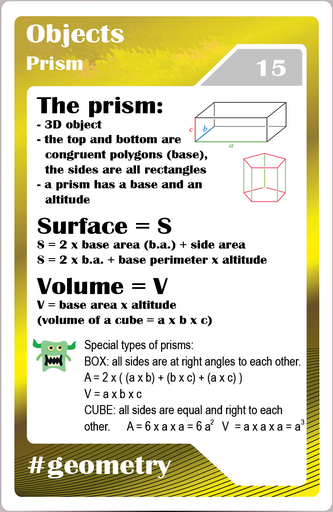 Objects
Prism
15
The prism:
- 3D object
- the top and bottom are
congruent polygons (base),
the sides are all rectangles
- a prism has a base and an
altitude
c
b
a
Surface = S
S = 2 x base area (b.a.) + side area
S = 2 x b.a. + base perimeter x altitude
Volume = V
V = base area x altitude
(volume of a cube = a x b x c)
Special types of prisms:
BOX: all sides are at right angles to each other.
A = 2 x ( (a x b) + (b x c) + (a x c) )
V = a x b x c
CUBE: all sides are equal and right to each
other. A = 6 x a x a = 6 a² V = a x a x a = a³
#geometry